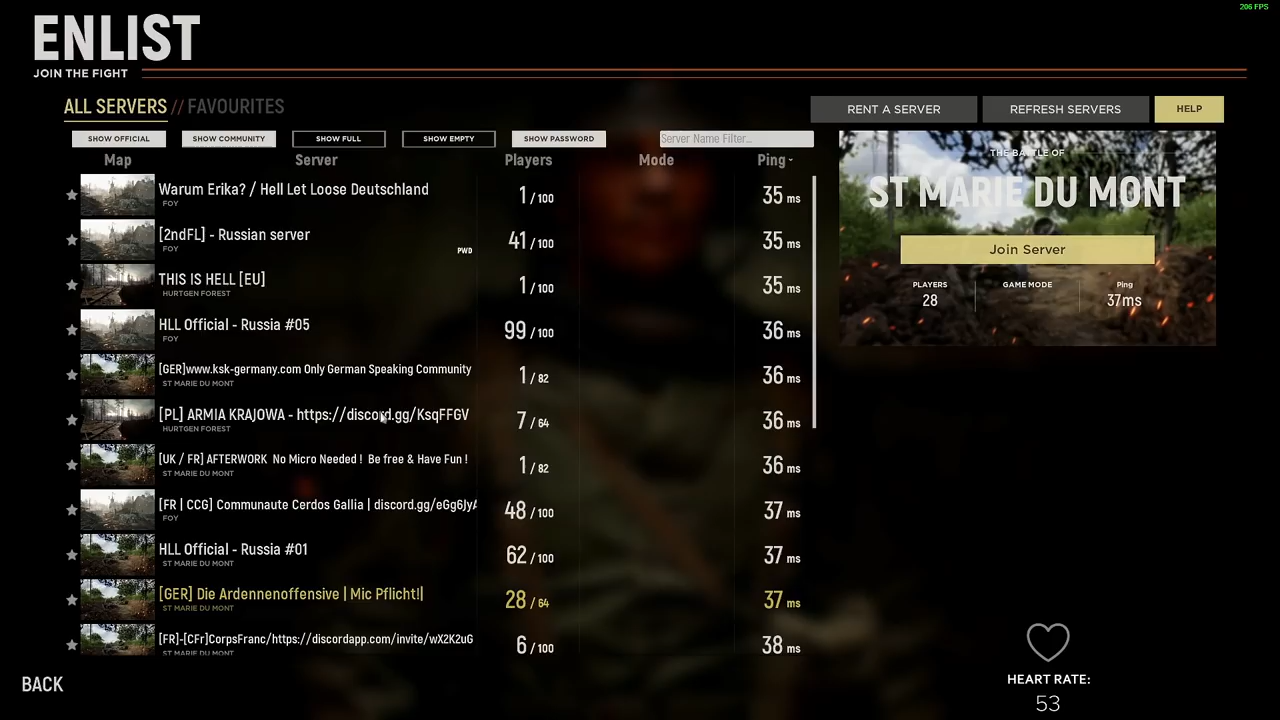 206 FPS
ENLIST
JOIN THE FIGHT
ALL SERVERS // FAVOURITES
RENT A SERVER
REFRESH SERVERS
HELP
SHOW OFFICIAL
SHOW COMMUNITY
SHOW FULL
SHOW EMPTY
SHOW PASSWORD
Server Name Filter...
Map Server Players Mode Ping
Warum Erika? / Hell Let Loose Deutschland
FOY
1 / 100
35 ms
[2ndFL] - Russian server
FOY
PWD
41 / 100
35 ms
THIS IS HELL [EU]
HURTGEN FOREST
1 / 100
35 ms
HLL Official - Russia #05
FOY
99 / 100
36 ms
[GER]www.ksk-germany.com Only German Speaking Community
ST MARIE DU MONT
1 / 82
36 ms
[PL] ARMIA KRAJOWA - https://discord.gg/KsqFFGV
HURTGEN FOREST
7 / 64
36 ms
[UK / FR] AFTERWORK No Micro Needed ! Be free & Have Fun !
ST MARIE DU MONT
1 / 82
36 ms
[FR | CCG] Communaute Cerdos Gallia | discord.gg/eGg6JyA
FOY
48 / 100
37 ms
HLL Official - Russia #01
ST MARIE DU MONT
62 / 100
37 ms
[GER] Die Ardennenoffensive | Mic Pflicht!|
ST MARIE DU MONT
28 / 64
37 ms
[FR]-[CFr]CorpsFranc/https://discordapp.com/invite/wX2K2uG
ST MARIE DU MONT
6 / 100
38 ms
THE BATTLE OF
ST MARIE DU MONT
Join Server
PLAYERS
28
GAME MODE
Ping
37ms
BACK
HEART RATE:
53